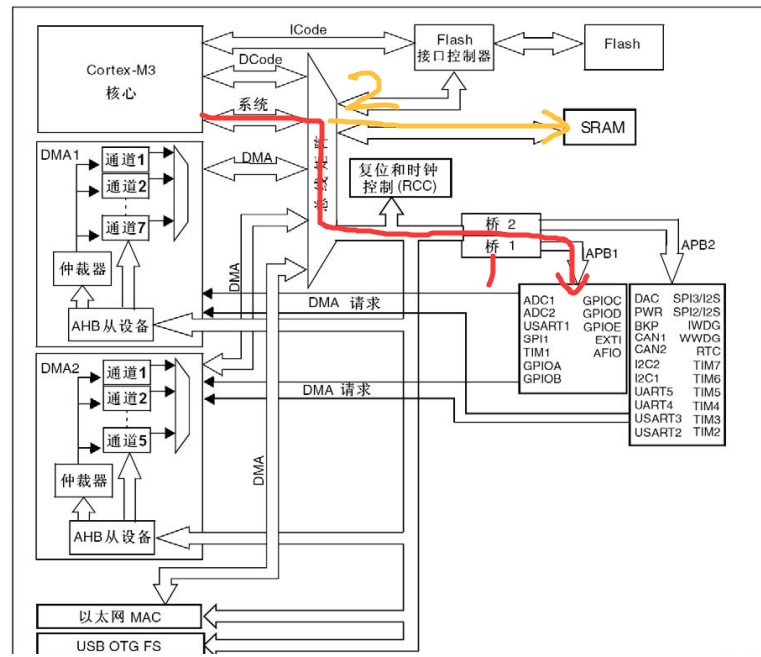 ICode
Cortex-M3
核心
Flash
接口控制器
Flash
DCode
2
系统
SRAM
总线矩阵
DMA1
通道1
通道2
通道7
仲裁器
AHB从设备
DMA
复位和时钟
控制(RCC)
桥 2
桥 1
1
APB1
APB2
DMA
DMA 请求
ADC1 GPIOC
ADC2 GPIOD
USART1 GPIOE
SPI1 EXTI
TIM1 AFIO
GPIOA
GPIOB
DAC SPI3/I2S
PWR SPI2/I2S
BKP IWDG
CAN1 WWDG
CAN2 RTC
I2C2 TIM7
I2C1 TIM6
UART5 TIM5
UART4 TIM4
USART3 TIM3
USART2 TIM2
DMA2
通道1
通道2
通道5
仲裁器
AHB从设备
DMA 请求
DMA
以太网 MAC
USB OTG FS